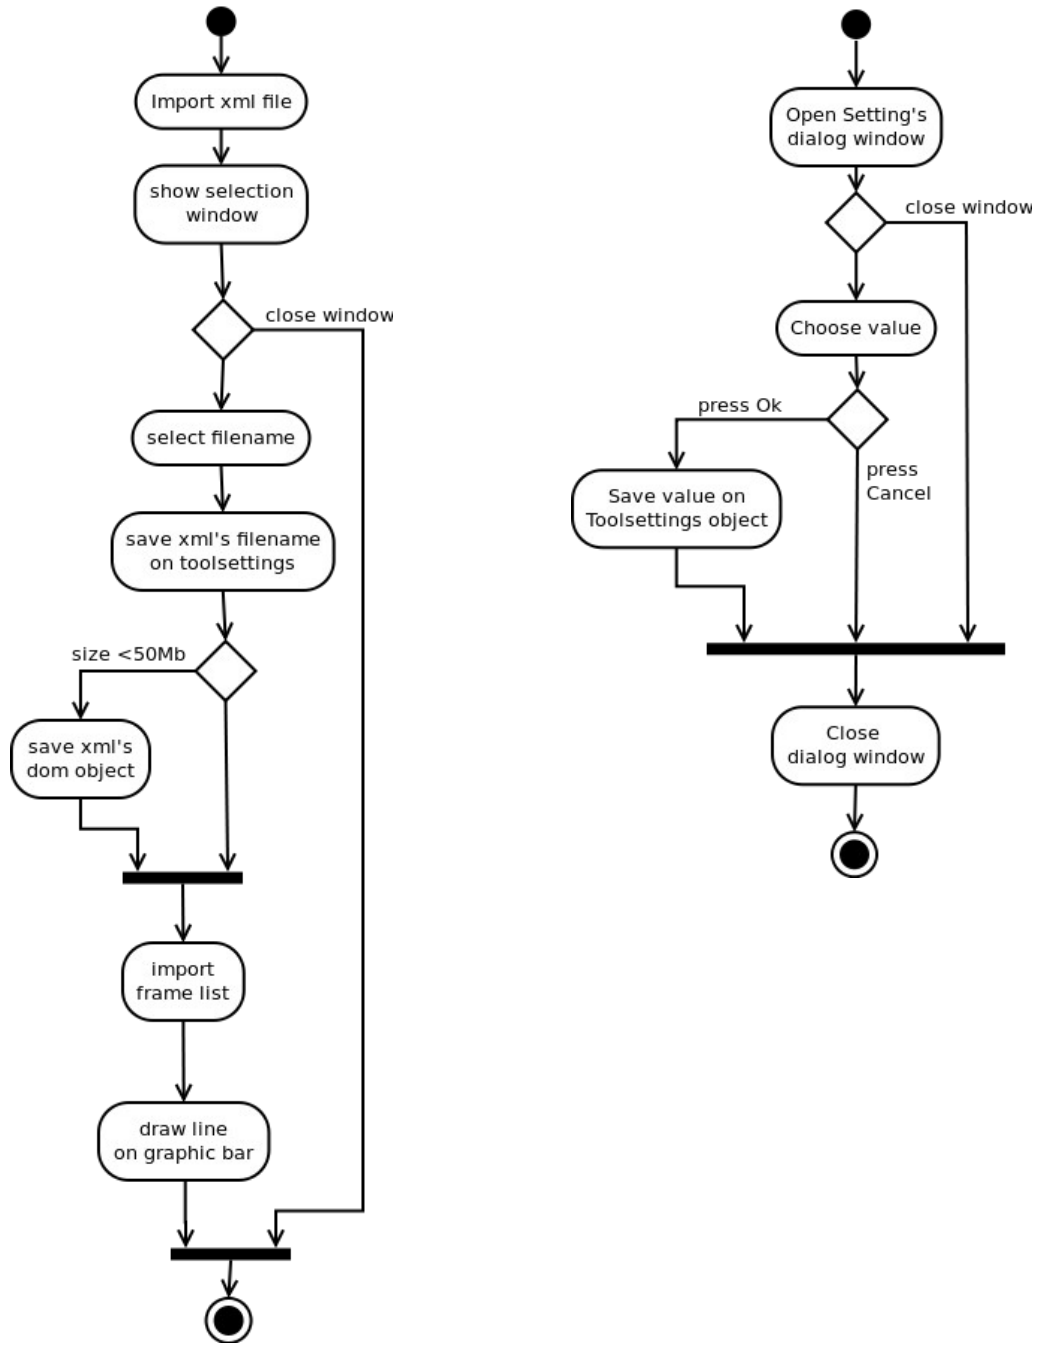 Import xml file
show selection
window
close window
select filename
save xml's filename
on toolsettings
size <50Mb
save xml's
dom object
import
frame list
draw line
on graphic bar
Open Setting's
dialog window
close window
Choose value
press Ok
press
Cancel
Save value on
Toolsettings object
Close
dialog window